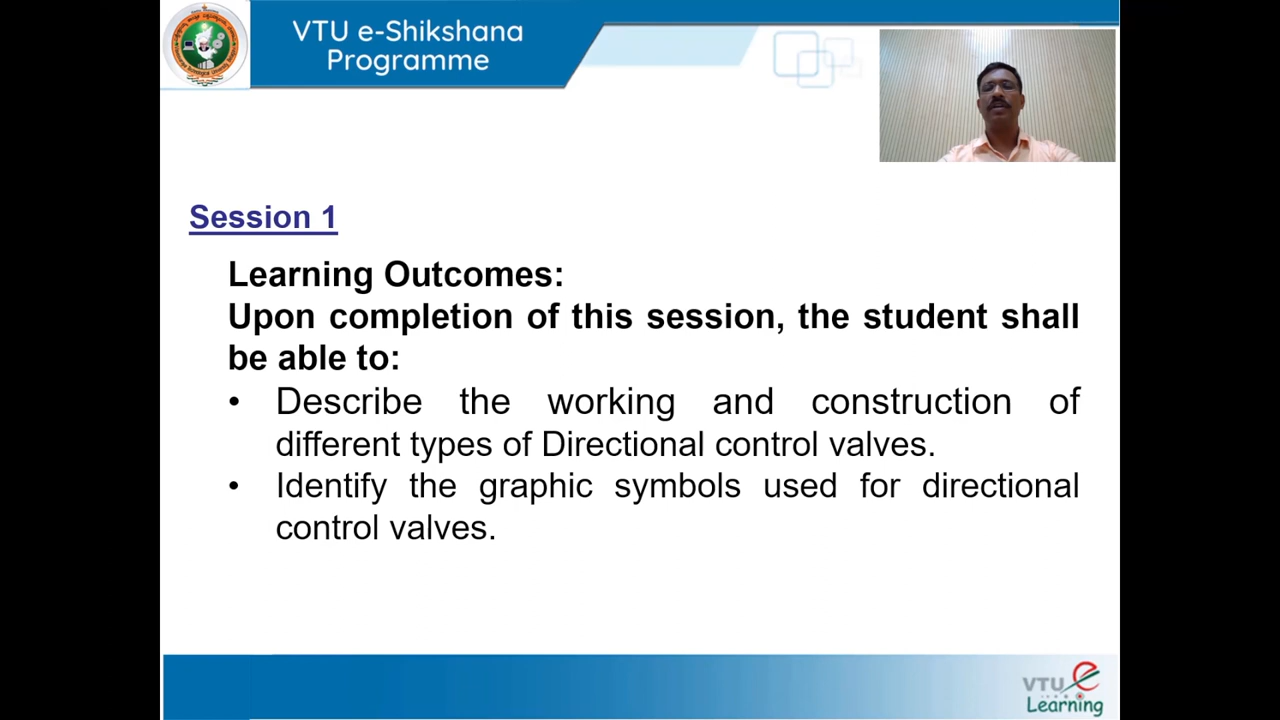 VTU e-Shikshana
Programme
Session 1
Learning Outcomes:
Upon completion of this session, the student shall
be able to:
• Describe the working and construction of
different types of Directional control valves.
• Identify the graphic symbols used for directional
control valves.
VTU e
Learning